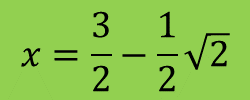 x = 3/2 − 1/2 √2